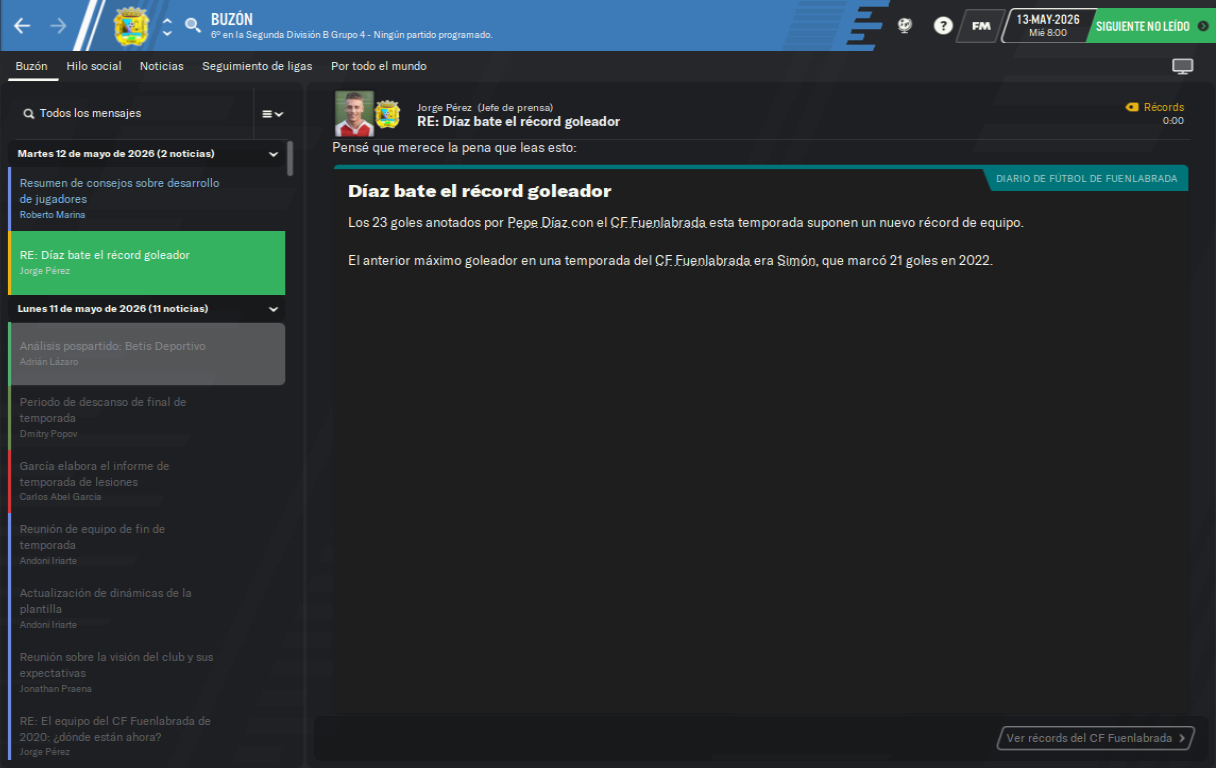 BUZÓN
6º en la Segunda División B Grupo 4 - Ningún partido programado.
?
FM
13-MAY-2026
Mié 8:00
SIGUIENTE NO LEÍDO
Buzón
Hilo social
Noticias
Seguimiento de ligas
Por todo el mundo
Todos los mensajes
Martes 12 de mayo de 2026 (2 noticias)
Resumen de consejos sobre desarrollo
de jugadores
Roberto Marina
RE: Díaz bate el récord goleador
Jorge Pérez
Lunes 11 de mayo de 2026 (11 noticias)
Análisis pospartido: Betis Deportivo
Adrián Lázaro
Periodo de descanso de final de
temporada
Dmitry Popov
García elabora el informe de
temporada de lesiones
Carlos Abel García
Reunión de equipo de fin de
temporada
Andoni Iriarte
Actualización de dinámicas de la
plantilla
Andoni Iriarte
Reunión sobre la visión del club y sus
expectativas
Jonathan Praena
RE: El equipo del CF Fuenlabrada de
2020: ¿dónde están ahora?
Jorge Pérez
Jorge Pérez (Jefe de prensa)
RE: Díaz bate el récord goleador
Récords
0:00
Pensé que merece la pena que leas esto:
DIARIO DE FÚTBOL DE FUENLABRADA
Díaz bate el récord goleador
Los 23 goles anotados por Pepe Díaz con el CF Fuenlabrada esta temporada suponen un nuevo récord de equipo.
El anterior máximo goleador en una temporada del CF Fuenlabrada era Simón, que marcó 21 goles en 2022.
Ver récords del CF Fuenlabrada